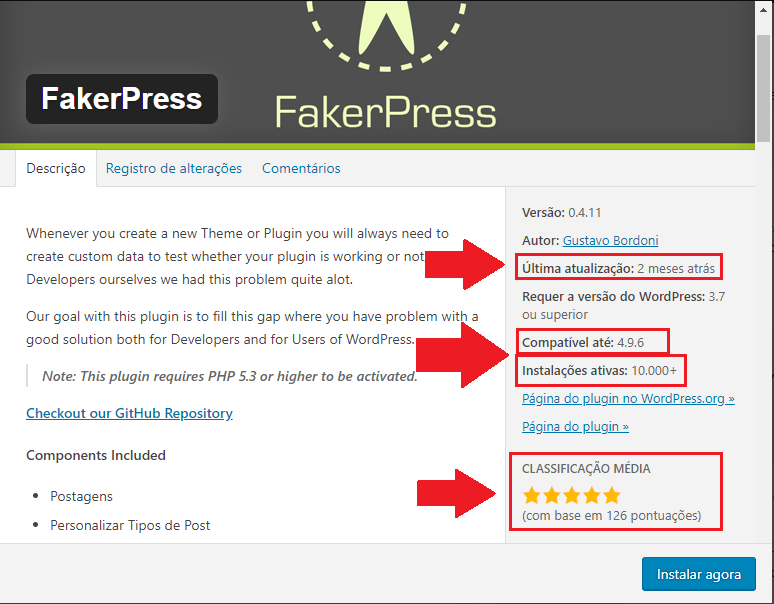 FakerPress
FakerPress
Descrição
Registro de alterações
Comentários
Whenever you create a new Theme or Plugin you will always need to
create custom data to test whether your plugin is working or not
Developers ourselves we had this problem quite alot.
Our goal with this plugin is to fill this gap where you have problem with a
good solution both for Developers and for Users of WordPress.
Note: This plugin requires PHP 5.3 or higher to be activated.
Checkout our GitHub Repository
Components Included
• Postagens
• Personalizar Tipos de Post
Versão: 0.4.11
Autor: Gustavo Bordoni
Última atualização: 2 meses atrás
Requer a versão do WordPress: 3.7
ou superior
Compatível até: 4.9.6
Instalações ativas: 10.000+
Página do plugin no WordPress.org »
Página do plugin »
CLASSIFICAÇÃO MÉDIA
(com base em 126 pontuações)
Instalar agora